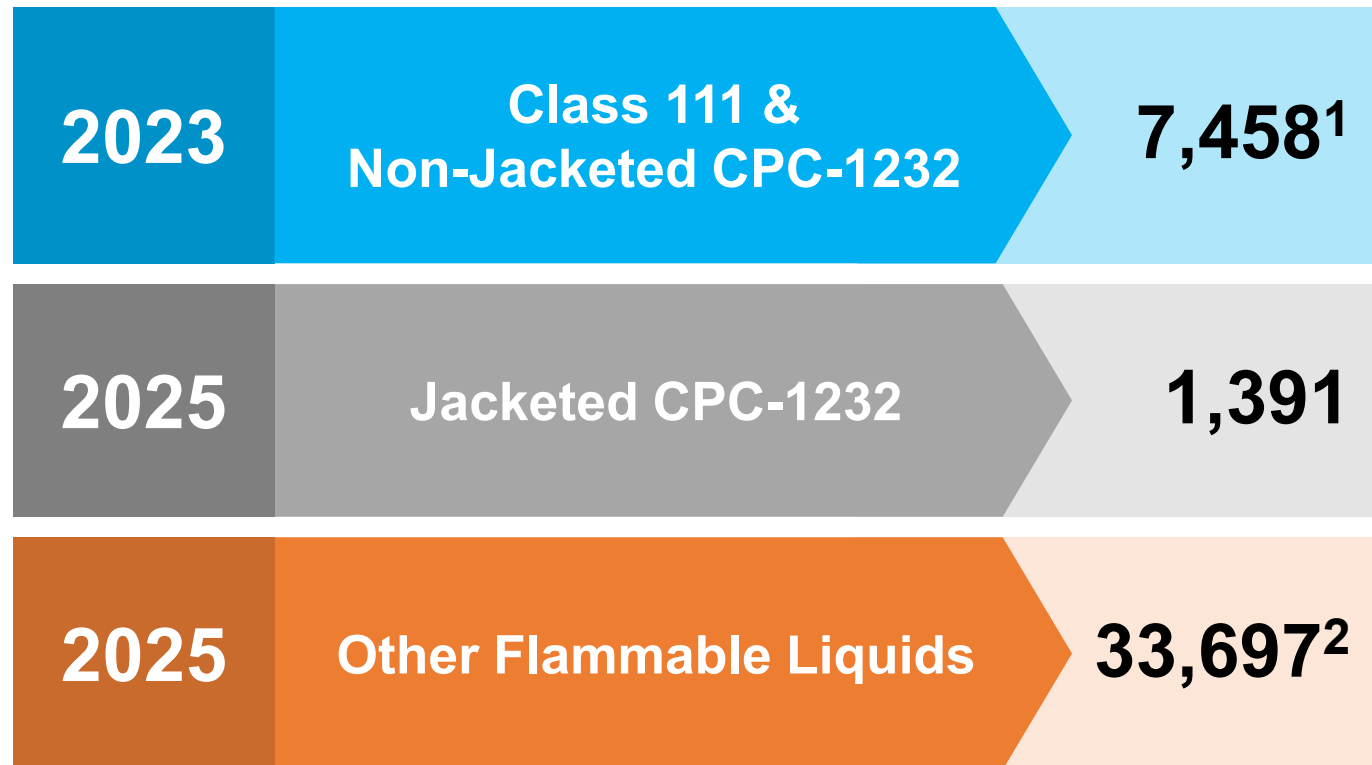 2023
Class 111 &
Non-Jacketed CPC-1232
7,458¹
2025
Jacketed CPC-1232
1,391
2025
Other Flammable Liquids
33,697²